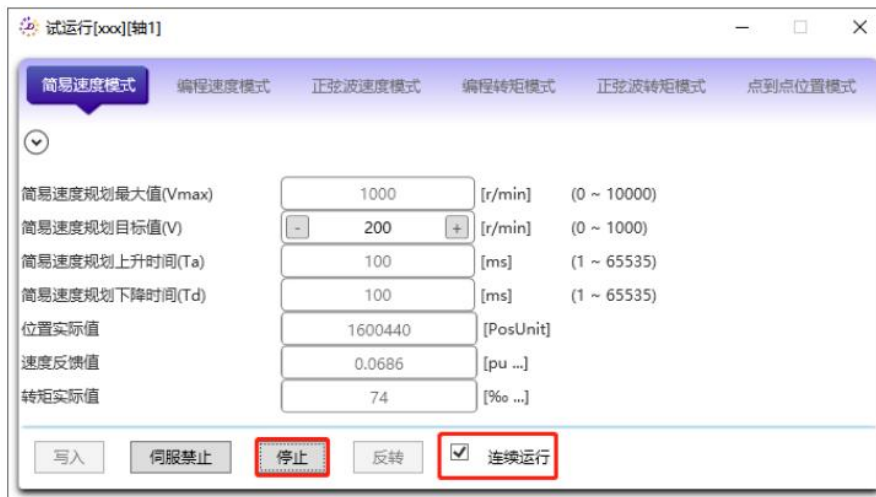 试运行[xxx][轴1]
简易速度模式 编程速度模式 正弦波速度模式 编程转矩模式 正弦波转矩模式 点到点位置模式
简易速度规划最大值(Vmax) 1000 [r/min] (0 ~ 10000)
简易速度规划目标值(V) - 200 + [r/min] (0 ~ 1000)
简易速度规划上升时间(Ta) 100 [ms] (1 ~ 65535)
简易速度规划下降时间(Td) 100 [ms] (1 ~ 65535)
位置实际值 1600440 [PosUnit]
速度反馈值 0.0686 [pu ...]
转矩实际值 74 [‰ ...]
写入 伺服禁止 停止 反转 连续运行